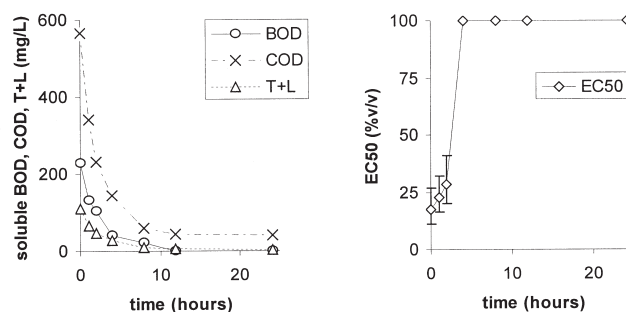 600
400
200
0
0
10
20
soluble BOD, COD, T+L (mg/L)
time (hours)
BOD
COD
T+L
100
75
50
25
0
0
10
20
EC50 (%v/v)
time (hours)
EC50